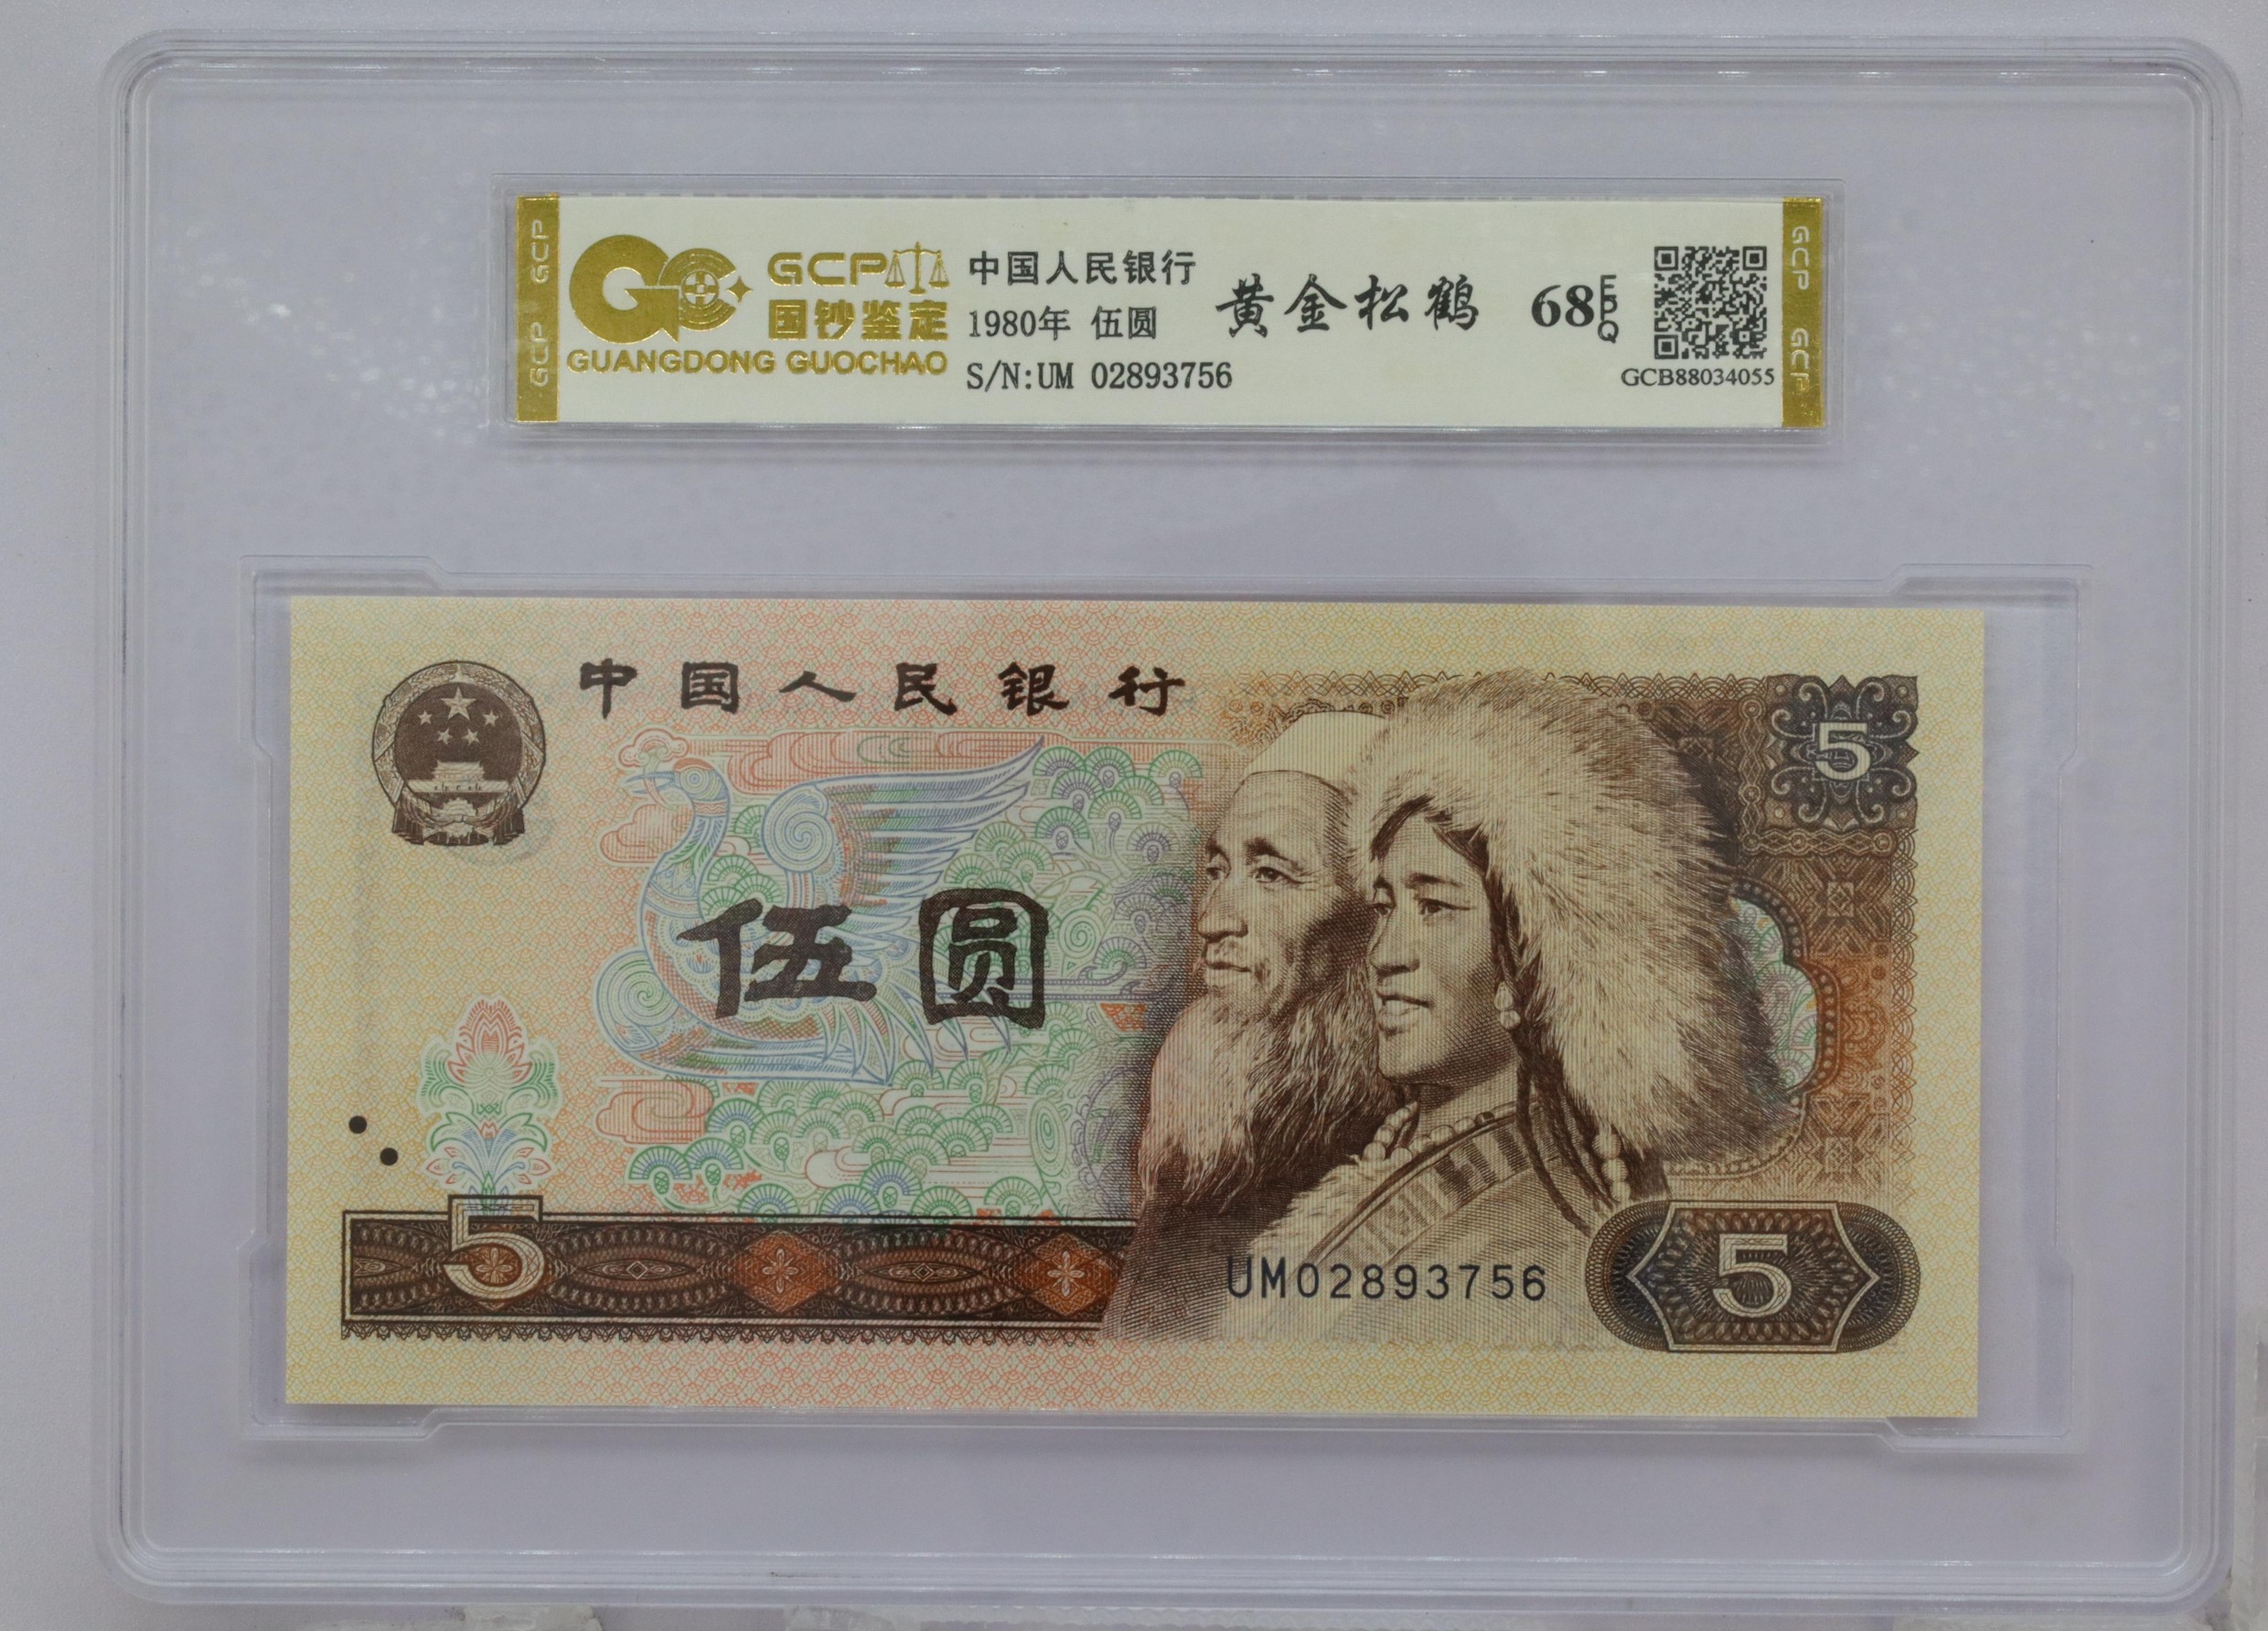 GCP GCP
GCP
国钞鉴定
GUANGDONG GUOCHAO
中国人民银行
1980年 伍圆
S/N:UM 02893756
黄金松鹤
68EPQ
GCB88034055
GCP GCP
中国人民银行
5
伍圆
5
UM02893756
5